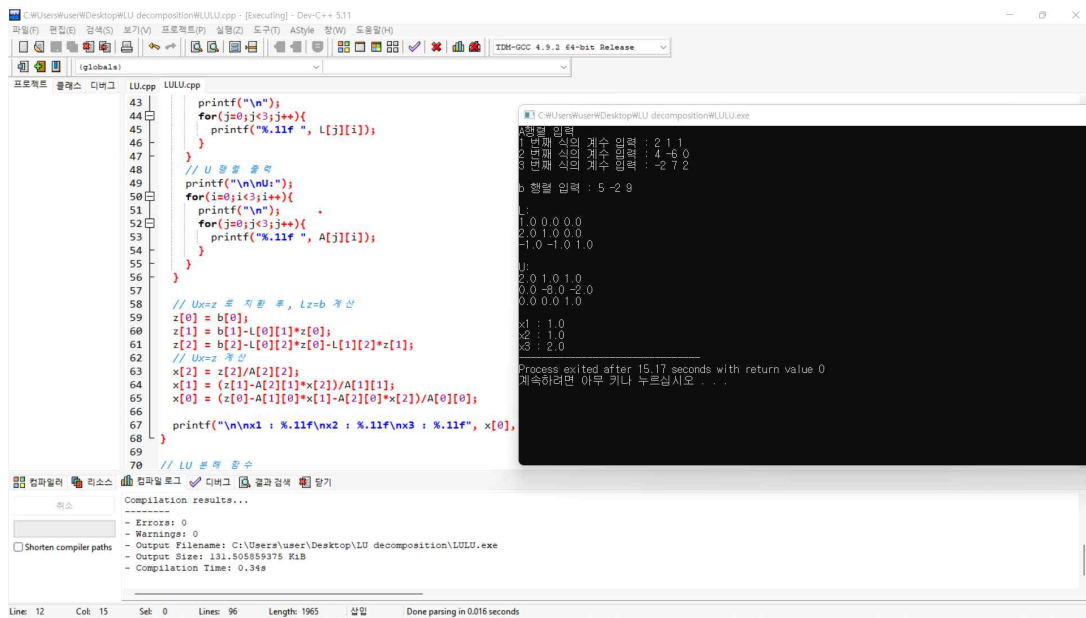 C:₩Users₩user₩Desktop₩LU decomposition₩LULU.cpp - [Executing] - Dev-C++ 5.11
파일(F) 편집(E) 검색(S) 보기(V) 프로젝트(P) 실행(Z) 도구(T) AStyle 창(W) 도움말(H)
TDM-GCC 4.9.2 64-bit Release
(globals)
프로젝트 클래스 디버그 LU.cpp LULU.cpp
43 printf("\n");
44 for(j=0;j<3;j++){
45 printf("%.1lf ", L[j][i]);
46 }
47 }
48 // U 행렬 출력
49 printf("\n\nU:");
50 for(i=0;i<3;i++){
51 printf("\n");
52 for(j=0;j<3;j++){
53 printf("%.1lf ", A[j][i]);
54 }
55 }
56 }
57
58 // Ux=z 로 치환 후, Lz=b 계산
59 z[0] = b[0];
60 z[1] = b[1]-L[0][1]*z[0];
61 z[2] = b[2]-L[0][2]*z[0]-L[1][2]*z[1];
62 // Ux=z 계산
63 x[2] = z[2]/A[2][2];
64 x[1] = (z[1]-A[2][1]*x[2])/A[1][1];
65 x[0] = (z[0]-A[1][0]*x[1]-A[2][0]*x[2])/A[0][0];
66
67 printf("\n\nx1 : %.1lf\nx2 : %.1lf\nx3 : %.1lf", x[0],
68 }
69
70 // LU 분해 함수
C:₩Users₩user₩Desktop₩LU decomposition₩LULU.exe
A행렬 입력
1 번째 식의 계수 입력 : 2 1 1
2 번째 식의 계수 입력 : 4 -6 0
3 번째 식의 계수 입력 : -2 7 2
b 행렬 입력 : 5 -2 9
L:
1.0 0.0 0.0
2.0 1.0 0.0
-1.0 -1.0 1.0
U:
2.0 1.0 1.0
0.0 -8.0 -2.0
0.0 0.0 1.0
x1 : 1.0
x2 : 1.0
x3 : 2.0
--------------------------------
Process exited after 15.17 seconds with return value 0
계속하려면 아무 키나 누르십시오 . . .
컴파일러 리소스 컴파일 로그 디버그 결과 검색 닫기
취소
Shorten compiler paths
Compilation results...
--------
- Errors: 0
- Warnings: 0
- Output Filename: C:\Users\user\Desktop\LU decomposition\LULU.exe
- Output Size: 131.505859375 KiB
- Compilation Time: 0.34s
Line: 12 Col: 15 Sel: 0 Lines: 96 Length: 1965 삽입 Done parsing in 0.016 seconds